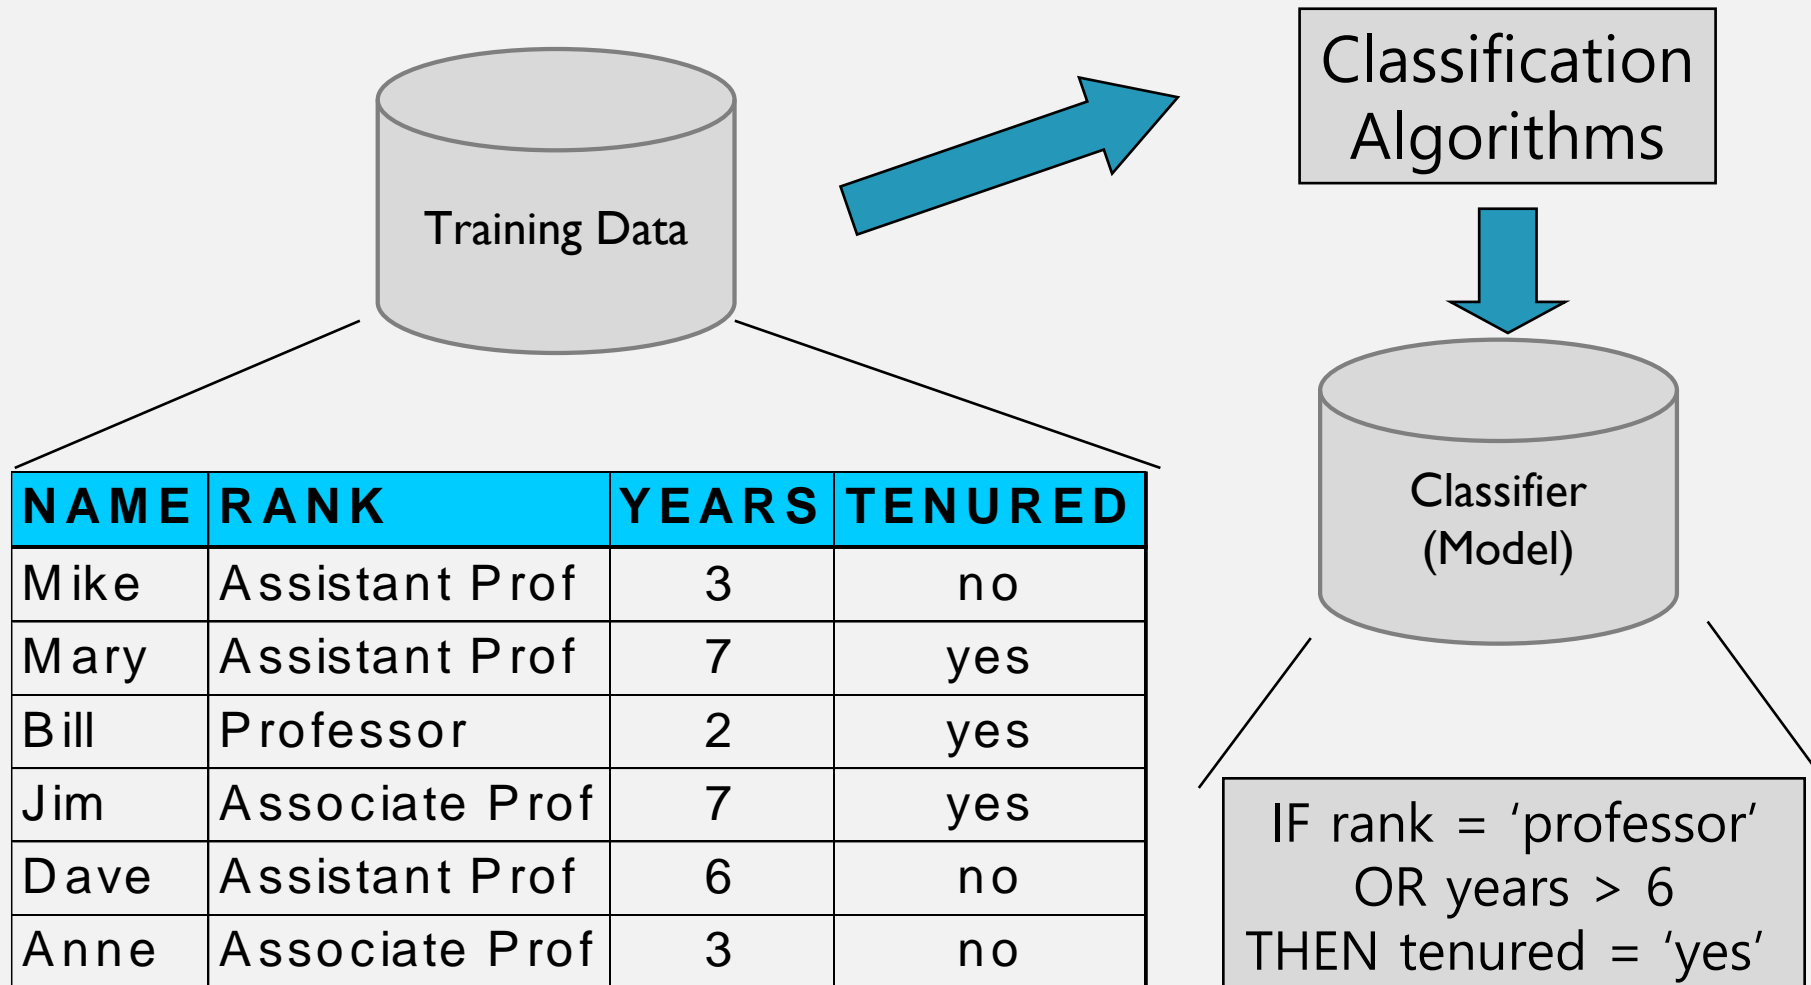 Training Data
Classification
Algorithms
NAME RANK YEARS TENURED
Mike Assistant Prof 3 no
Mary Assistant Prof 7 yes
Bill Professor 2 yes
Jim Associate Prof 7 yes
Dave Assistant Prof 6 no
Anne Associate Prof 3 no
Classifier
(Model)
IF rank = ‘professor’
OR years > 6
THEN tenured = ‘yes’